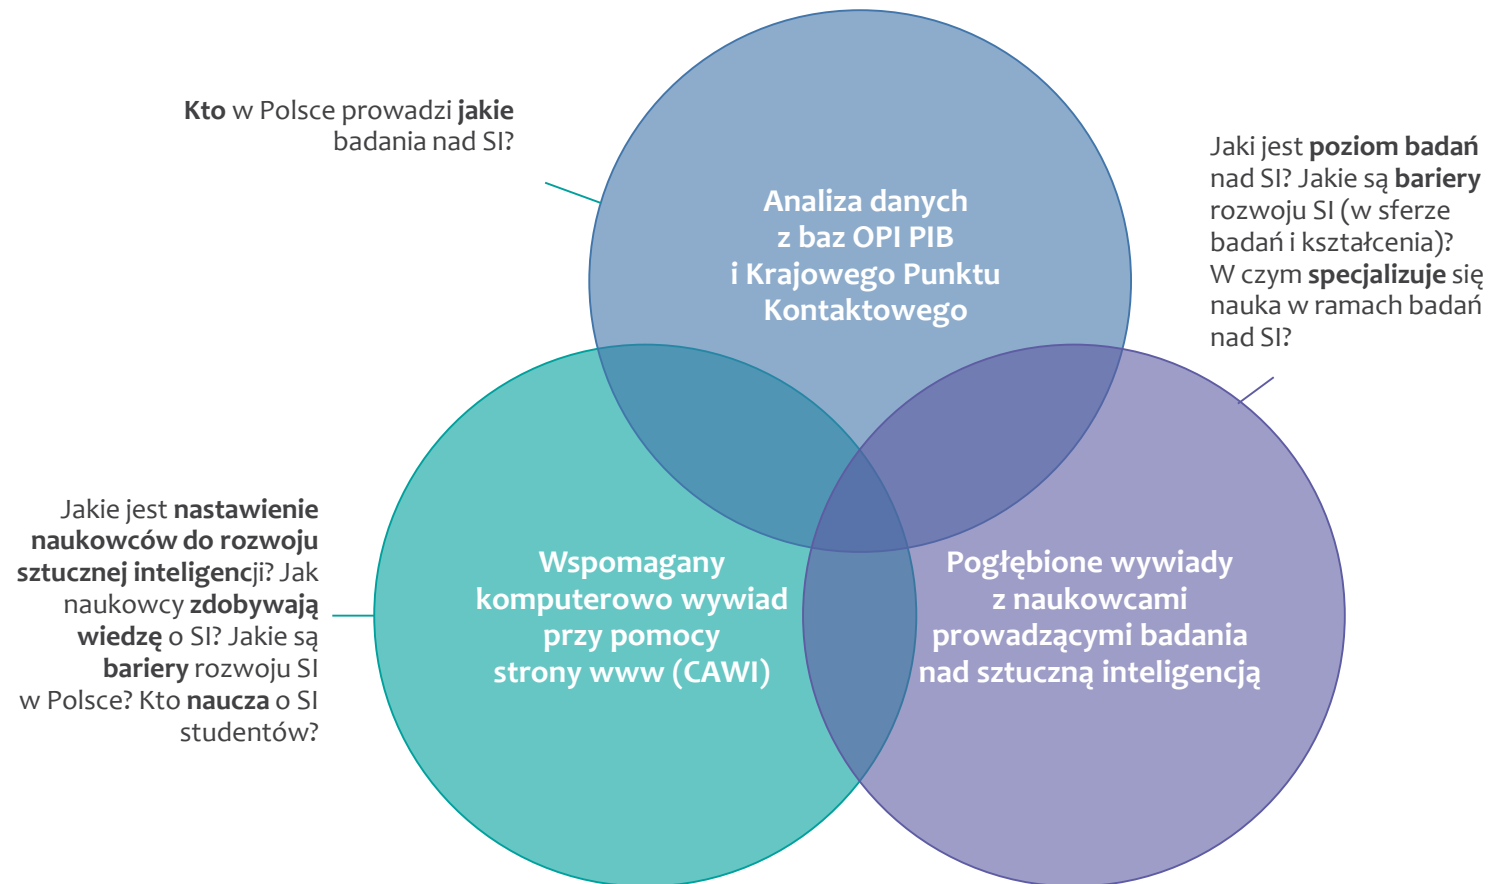 Kto w Polsce prowadzi jakie
badania nad SI?
Analiza danych
z baz OPI PIB
i Krajowego Punktu
Kontaktowego
Jaki jest poziom badań
nad SI? Jakie są bariery
rozwoju SI (w sferze
badań i kształcenia)?
W czym specjalizuje się
nauka w ramach badań
nad SI?
Jakie jest nastawienie
naukowców do rozwoju
sztucznej inteligencji? Jak
naukowcy zdobywają
wiedzę o SI? Jakie są
bariery rozwoju SI
w Polsce? Kto naucza o SI
studentów?
Wspomagany
komputerowo wywiad
przy pomocy
strony www (CAWI)
Pogłębione wywiady
z naukowcami
prowadzącymi badania
nad sztuczną inteligencją